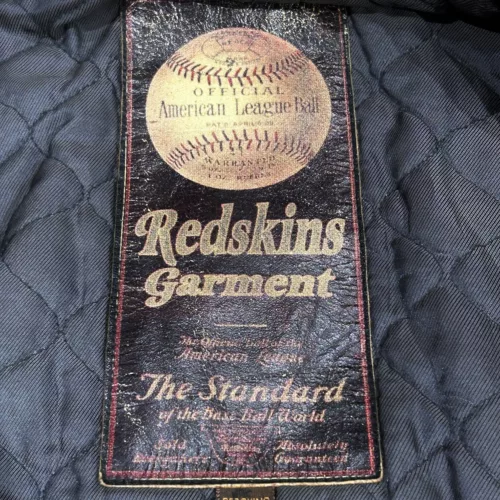 OFFICIAL
American League Ball
WARRANTED
Redskins
Garment
The Official Ball of the
American League
The Standard
of the Base Ball World
Sold
Everywhere
Absolutely
Guaranteed